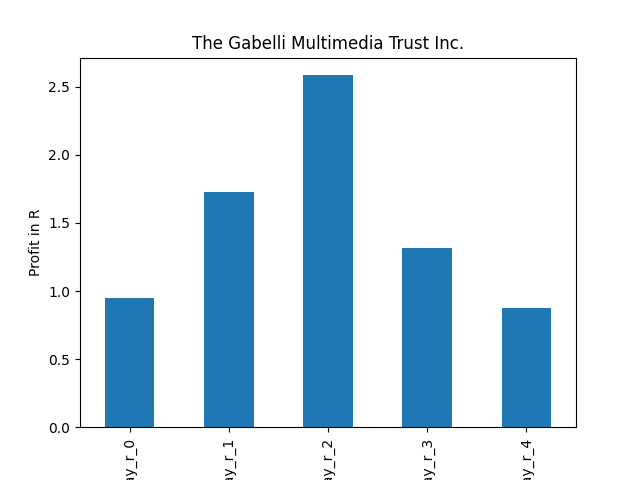 The Gabelli Multimedia Trust Inc.
Profit in R
2.5
2.0
1.5
1.0
0.5
0.0
ay_r_0
ay_r_1
ay_r_2
ay_r_3
ay_r_4